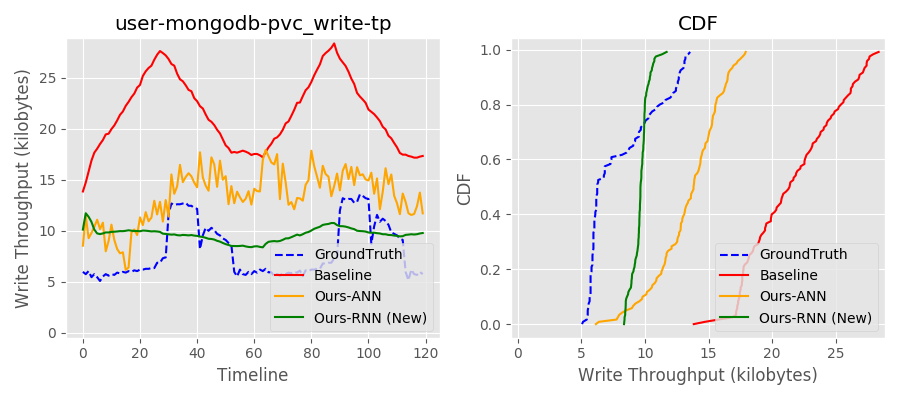 user-mongodb-pvc_write-tp
Write Throughput (kilobytes)
25
20
15
10
5
0
0
20
40
60
80
100
120
Timeline
GroundTruth
Baseline
Ours-ANN
Ours-RNN (New)
CDF
CDF
1.0
0.8
0.6
0.4
0.2
0.0
0
5
10
15
20
25
Write Throughput (kilobytes)
GroundTruth
Baseline
Ours-ANN
Ours-RNN (New)